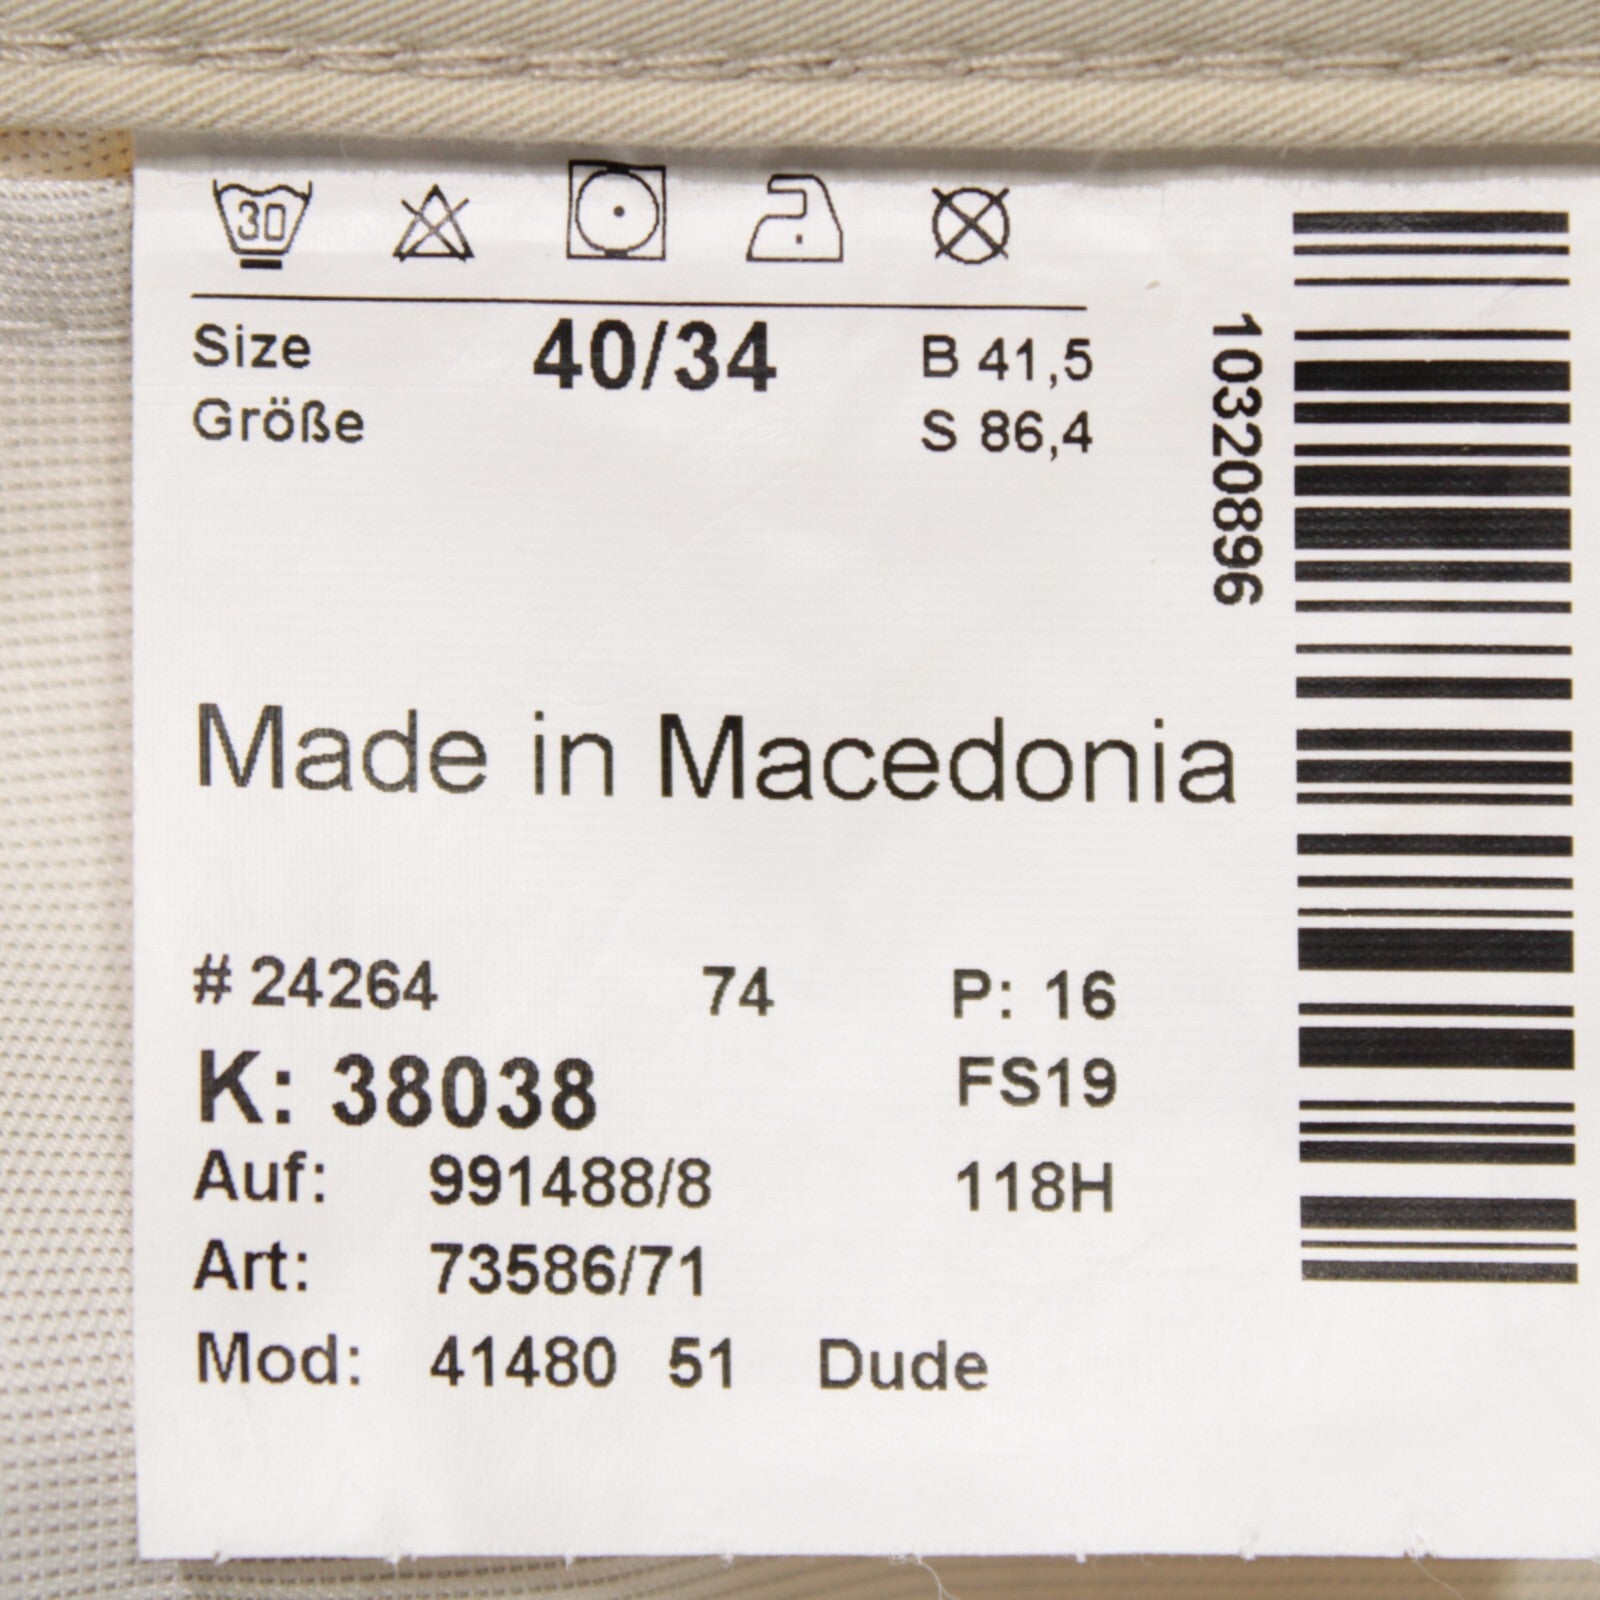 30
Size 40/34 B 41,5
Größe S 86,4
10320896
Made in Macedonia
# 24264 74 P: 16
K: 38038 FS19
Auf: 991488/8 118H
Art: 73586/71
Mod: 41480 51 Dude